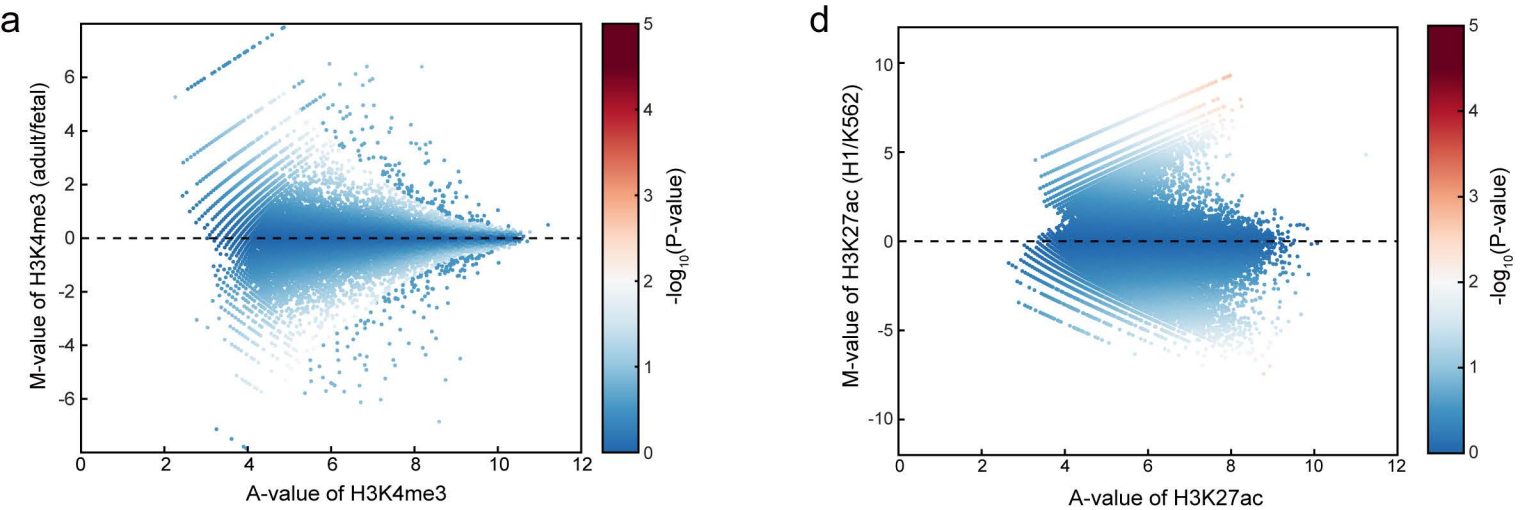 a
M-value of H3K4me3 (adult/fetal)
6
4
2
0
-2
-4
-6
0 2 4 6 8 10 12
A-value of H3K4me3
5
4
3
2
1
0
-log10(P-value)
d
M-value of H3K27ac (H1/K562)
10
5
0
-5
-10
0 2 4 6 8 10 12
A-value of H3K27ac
5
4
3
2
1
0
-log10(P-value)